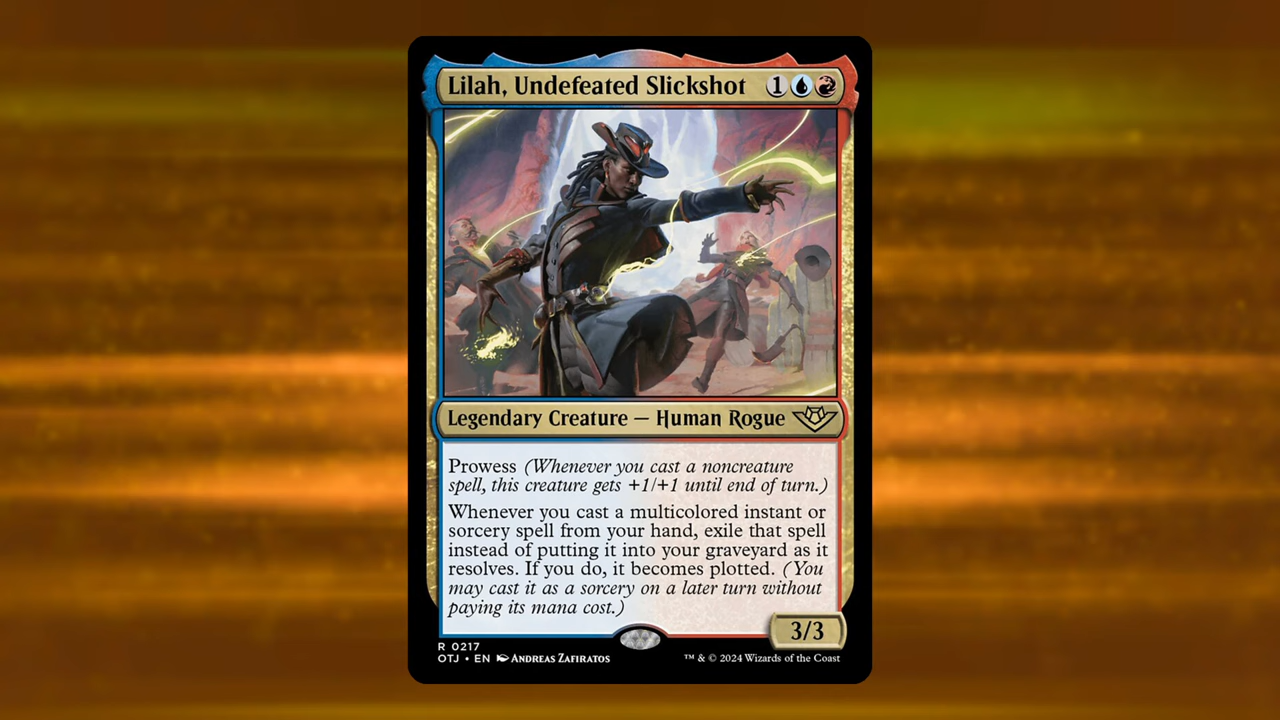 Lilah, Undefeated Slickshot 1
Legendary Creature — Human Rogue
Prowess (Whenever you cast a noncreature
spell, this creature gets +1/+1 until end of turn.)
Whenever you cast a multicolored instant or
sorcery spell from your hand, exile that spell
instead of putting it into your graveyard as it
resolves. If you do, it becomes plotted. (You
may cast it as a sorcery on a later turn without
paying its mana cost.)
3/3
R 0217
OTJ • EN Andreas Zafiratos
™ & © 2024 Wizards of the Coast